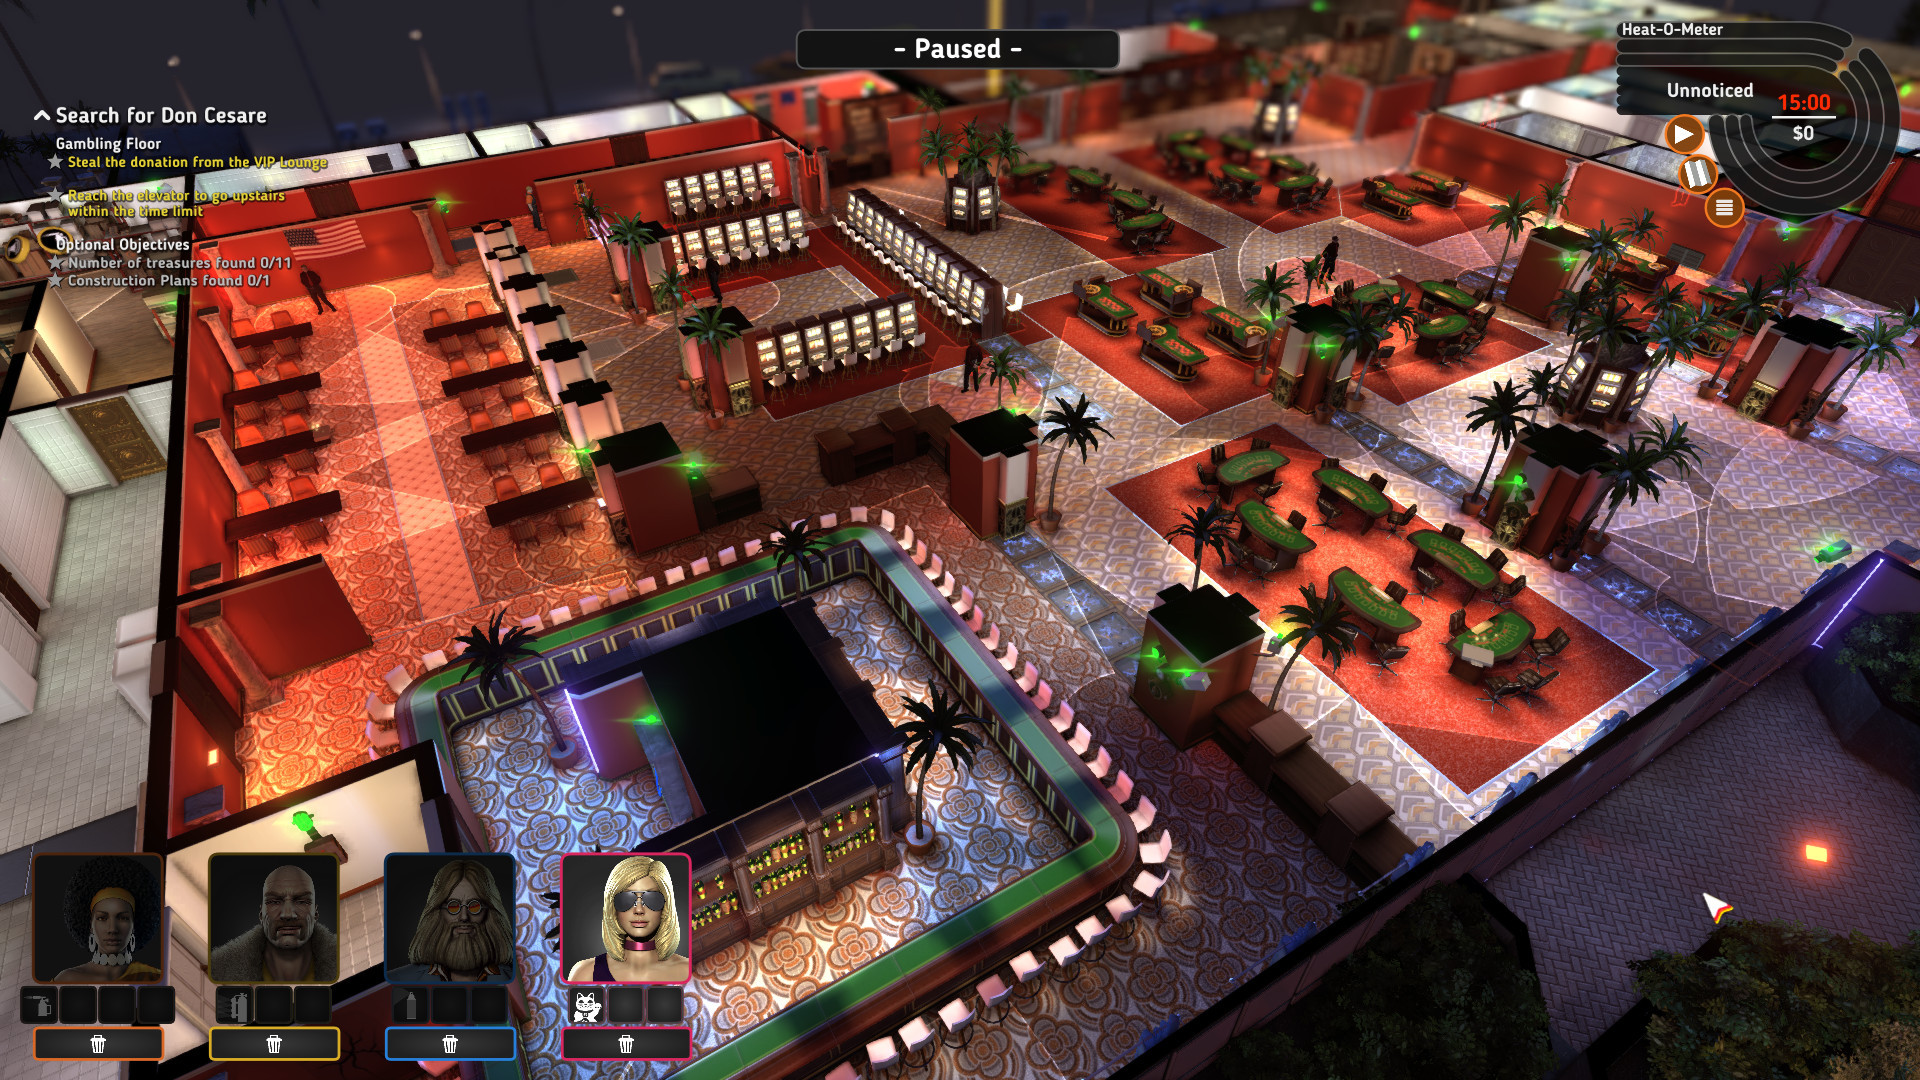 - Paused -
Heat-O-Meter
Unnoticed
15:00
$0
Search for Don Cesare
Gambling Floor
Steal the donation from the VIP Lounge
Reach the elevator to go upstairs
within the time limit
Optional Objectives
Number of treasures found 0/11
Construction Plans found 0/1